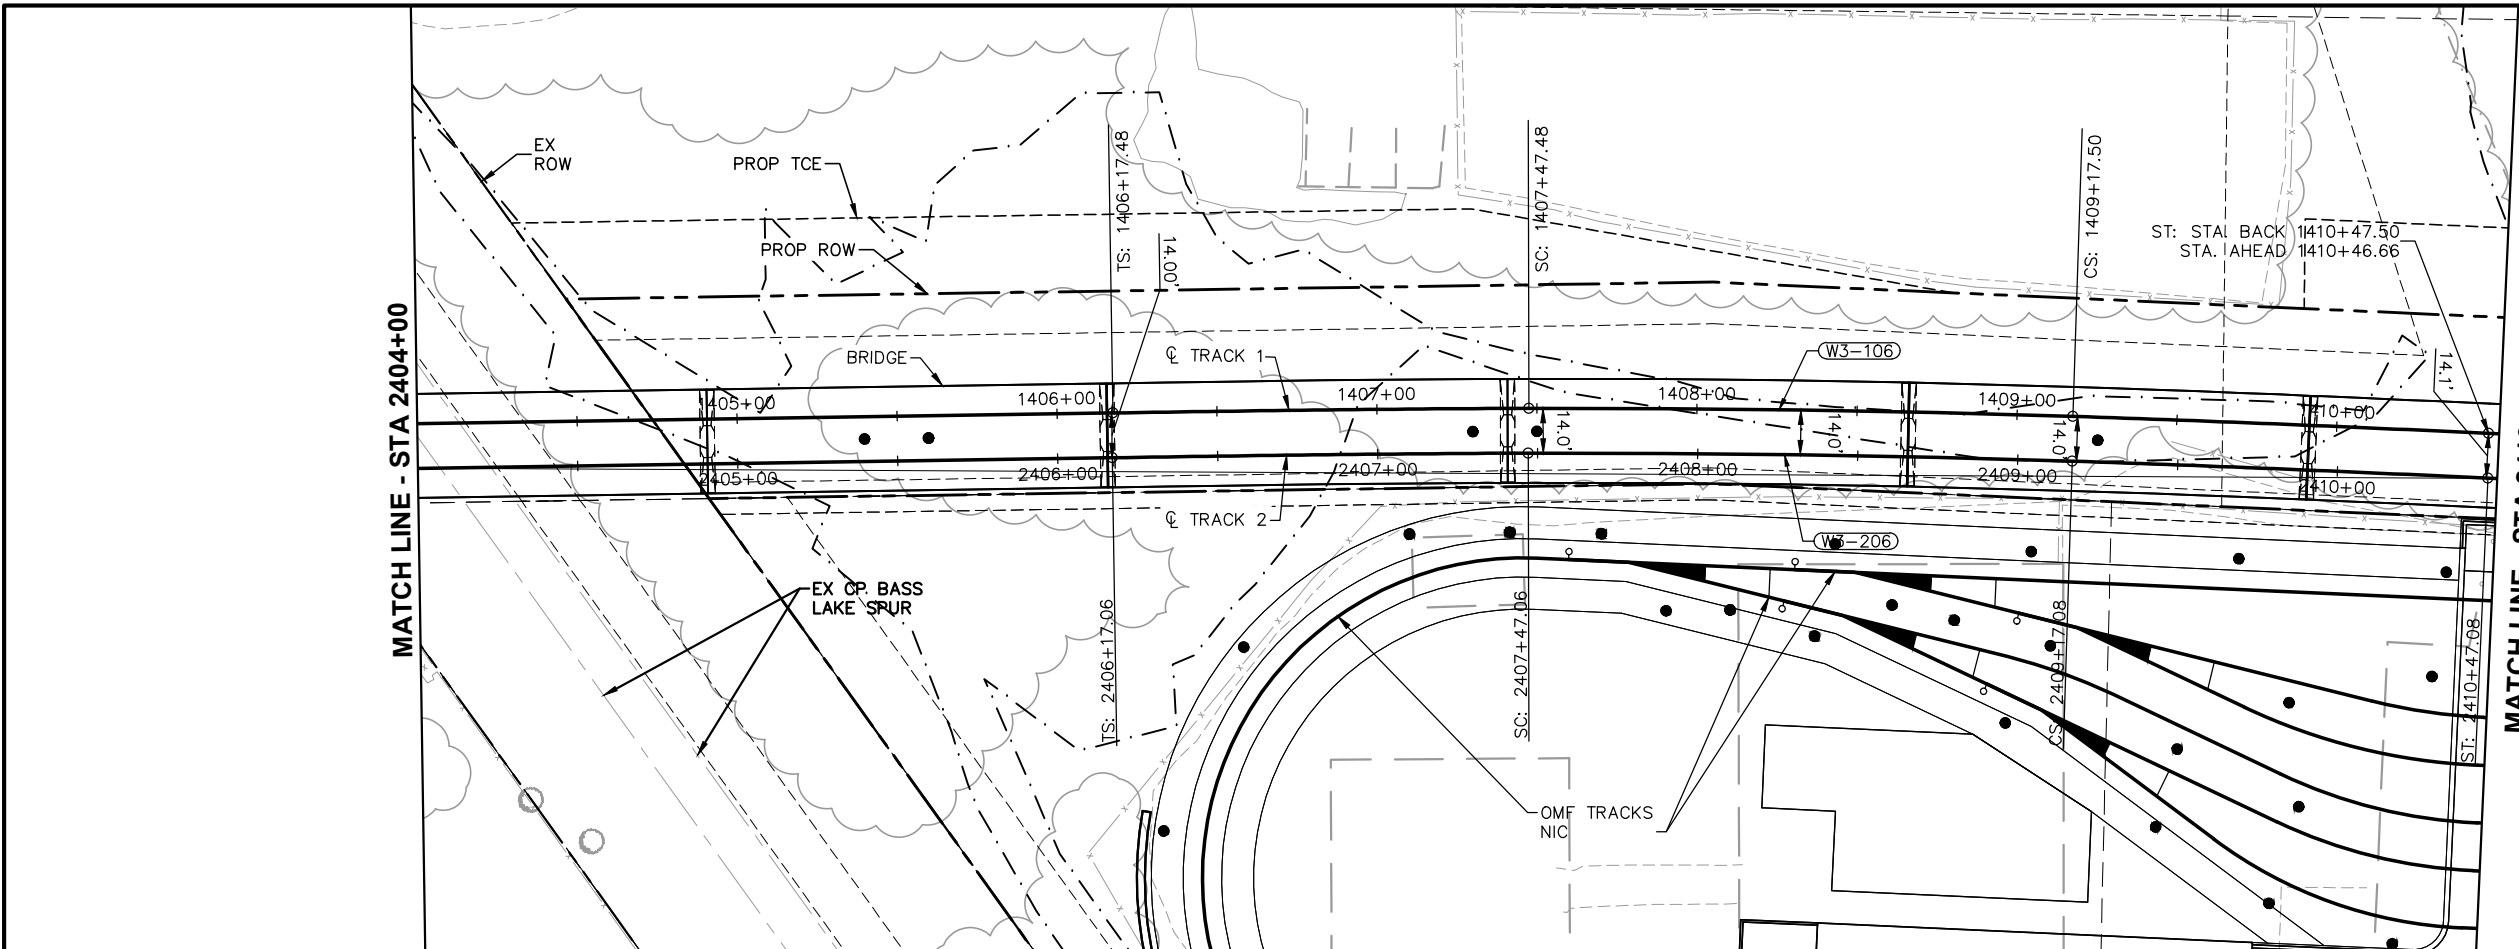 EX
ROW
PROP TCE
PROP ROW
TS: 1406+17.48
14.00'
SC: 1407+47.48
CS: 1409+17.50
ST: STA. BACK 1410+47.50
STA. AHEAD 1410+46.66
14.1'
MATCH LINE - STA 2404+00
BRIDGE
℄ TRACK 1
W3-106
1405+00
1406+00
1407+00
1408+00
1409+00
1410+00
14.0'
14.0'
14.0'
2405+00
2406+00
2407+00
2408+00
2409+00
2410+00
℄ TRACK 2
W3-206
EX CP BASS
LAKE SPUR
TS: 2406+17.06
SC: 2407+47.06
CS: 2409+17.08
ST: 2410+47.08
OMF TRACKS
NIC
MATCH LINE - STA